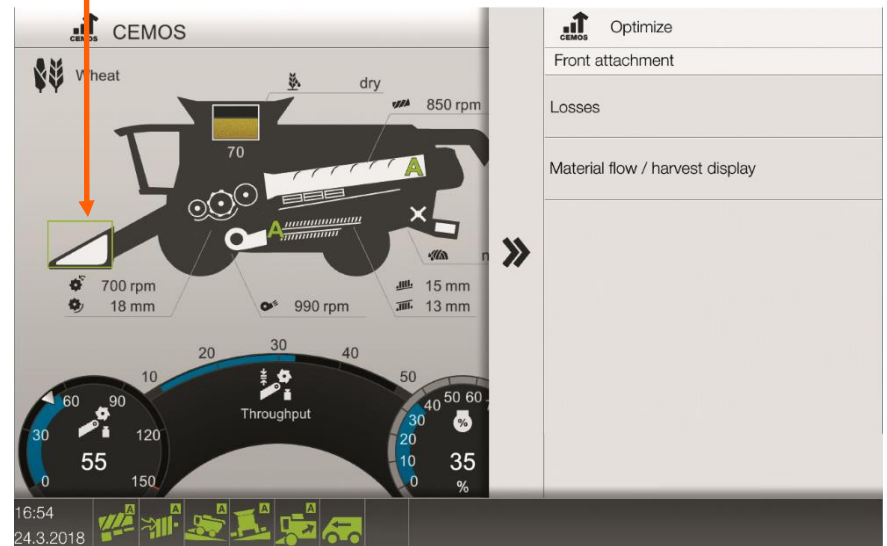 CEMOS
CEMOS
Wheat
dry
850 rpm
70
A
A
n
700 rpm
18 mm
990 rpm
15 mm
13 mm
10
20
30
40
50
Throughput
0
30
60
90
120
150
55
0
10
20
30
40
50
60
%
35
%
CEMOS
Optimize
Front attachment
Losses
Material flow / harvest display
16:54
24.3.2018
A
A
A
A
A